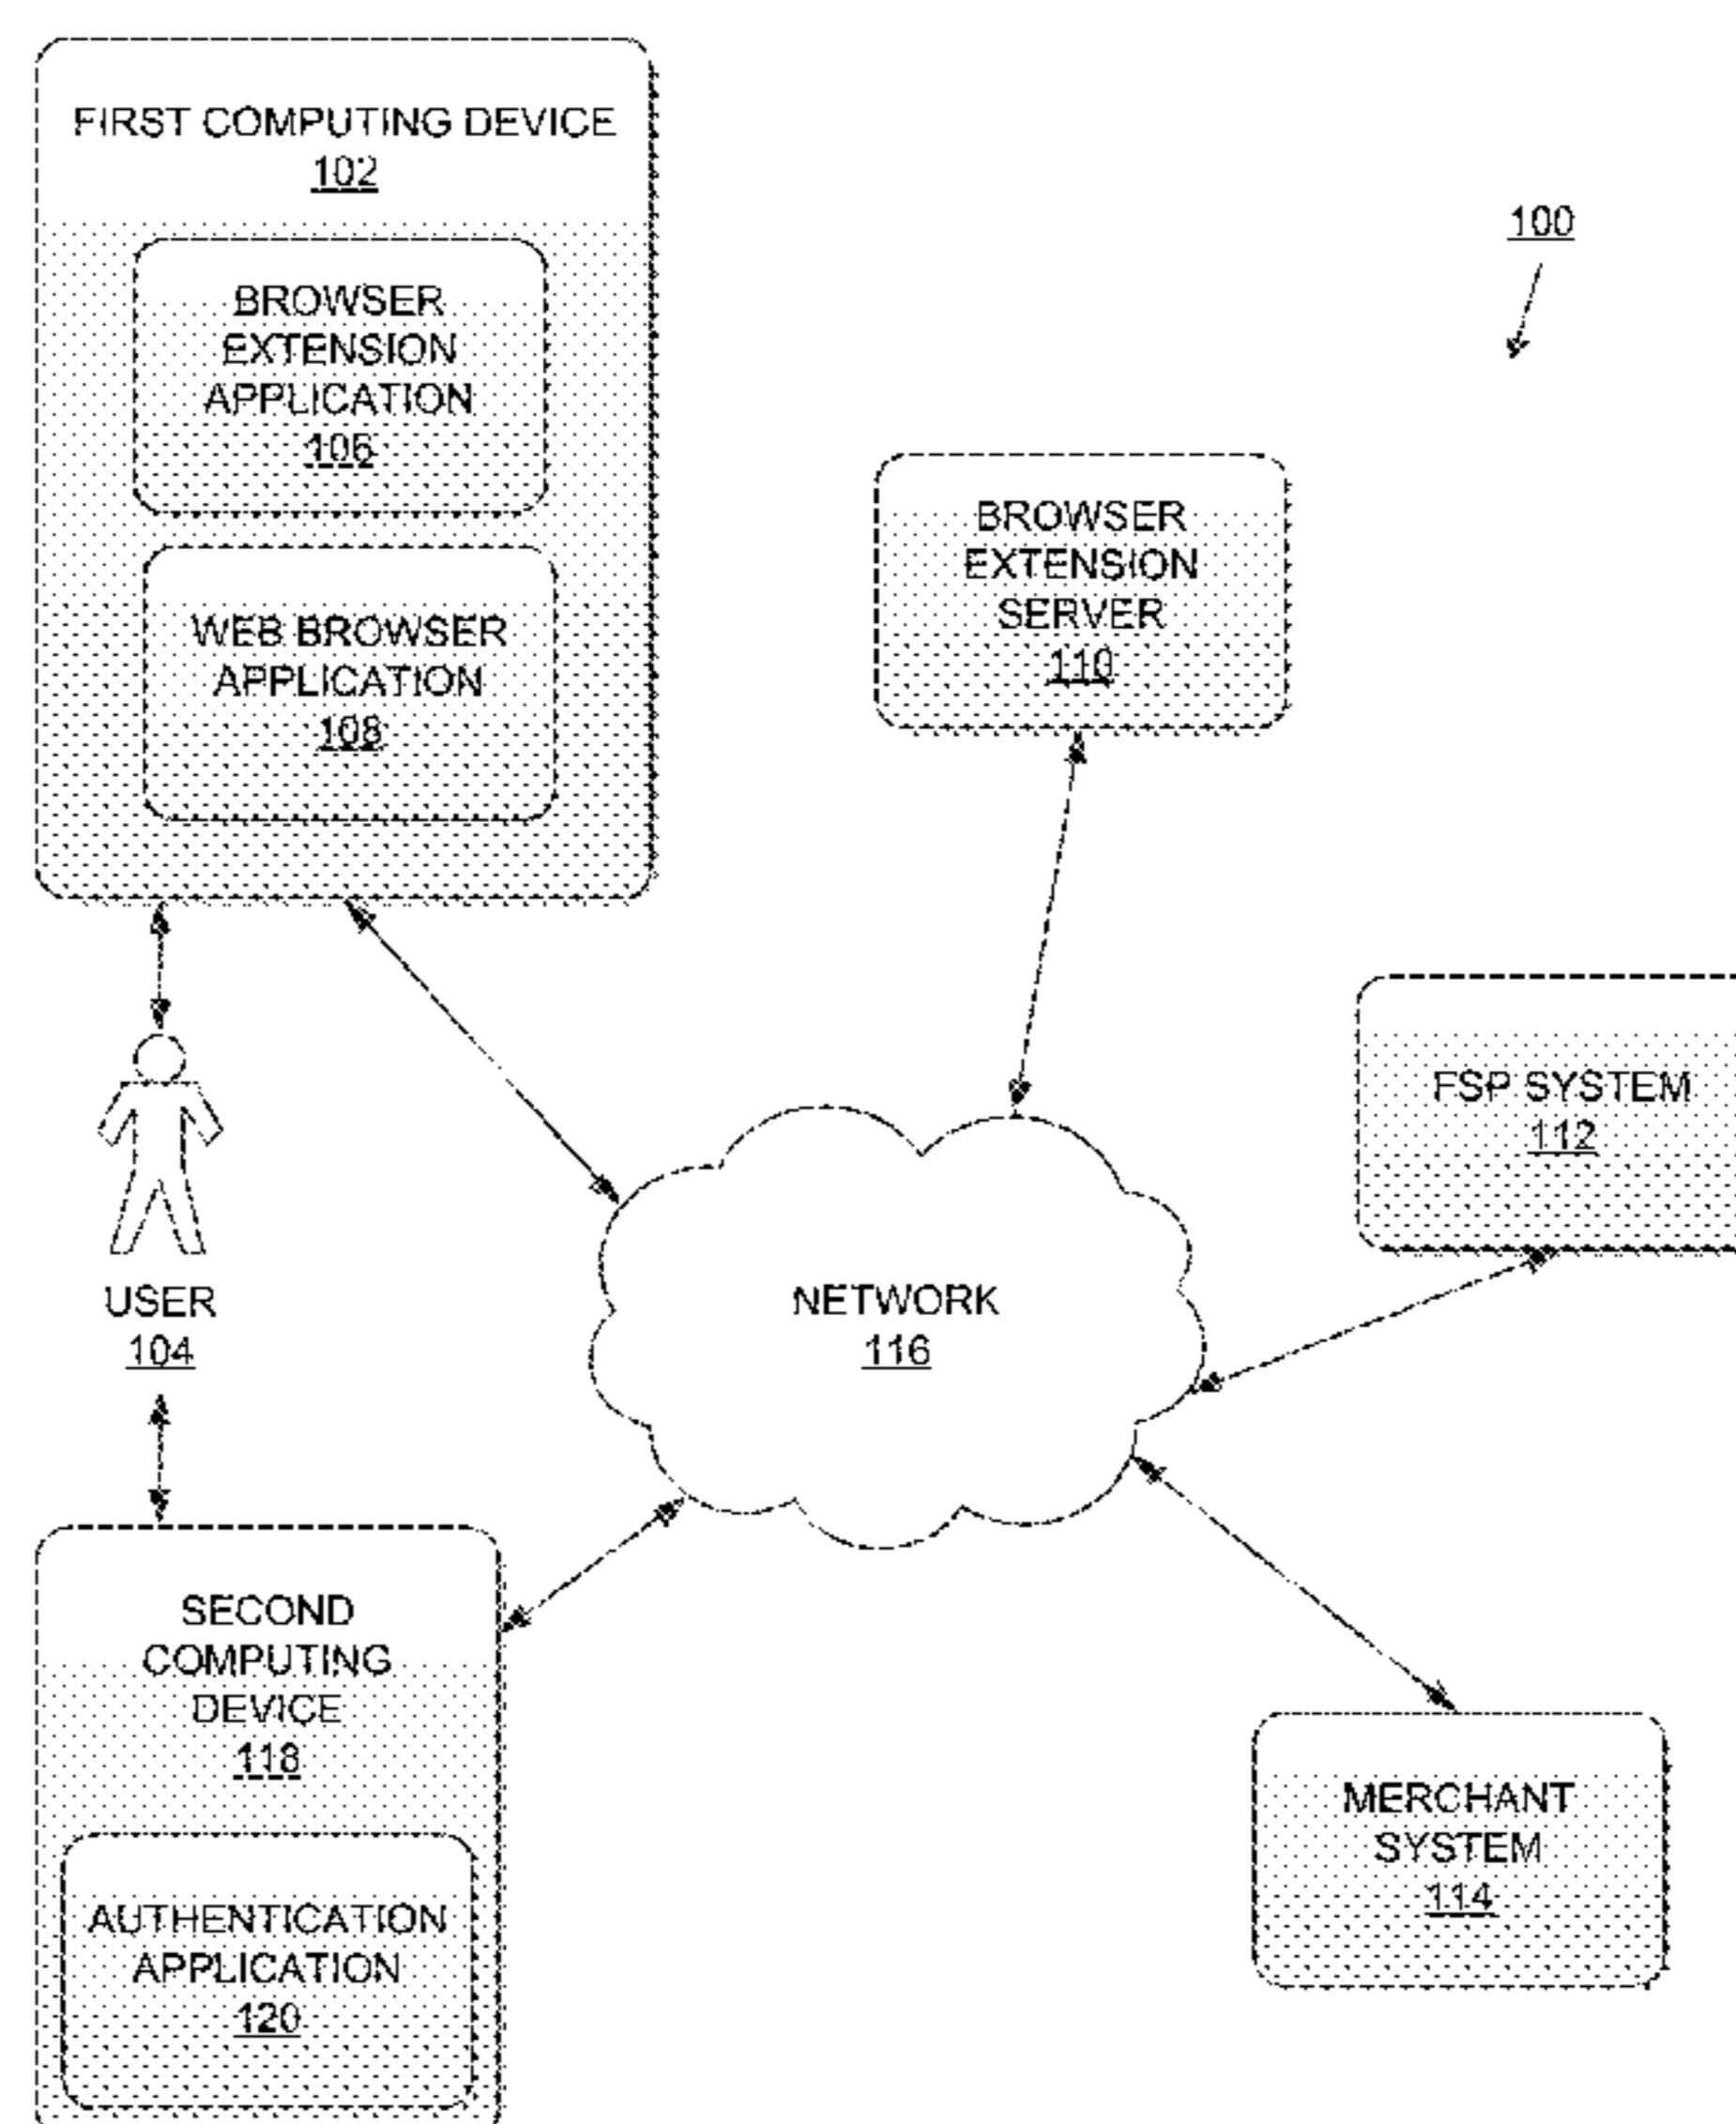 FIRST COMPUTING DEVICE
102
100
BROWSER
EXTENSION
APPLICATION
106
WEB BROWSER
APPLICATION
108
BROWSER
EXTENSION
SERVER
110
FSP SYSTEM
112
USER
104
NETWORK
116
SECOND
COMPUTING
DEVICE
118
AUTHENTICATION
APPLICATION
120
MERCHANT
SYSTEM
114